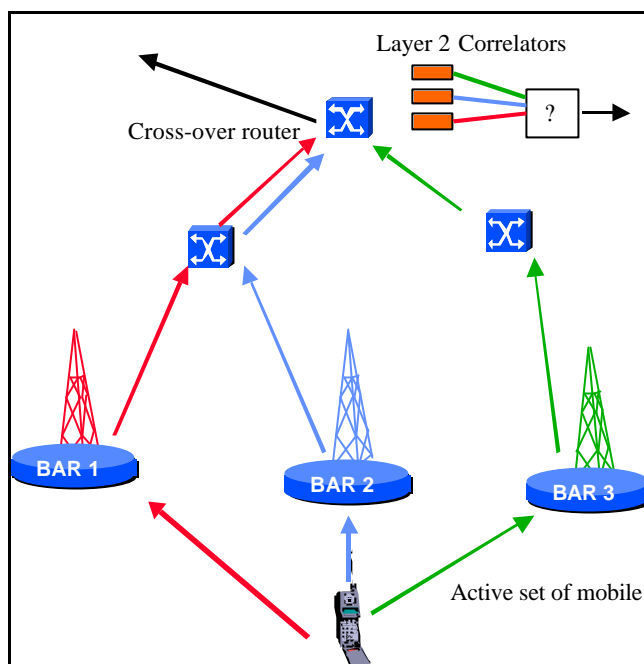 Layer 2 Correlators
?
Cross-over router
BAR 1
BAR 2
BAR 3
Active set of mobile